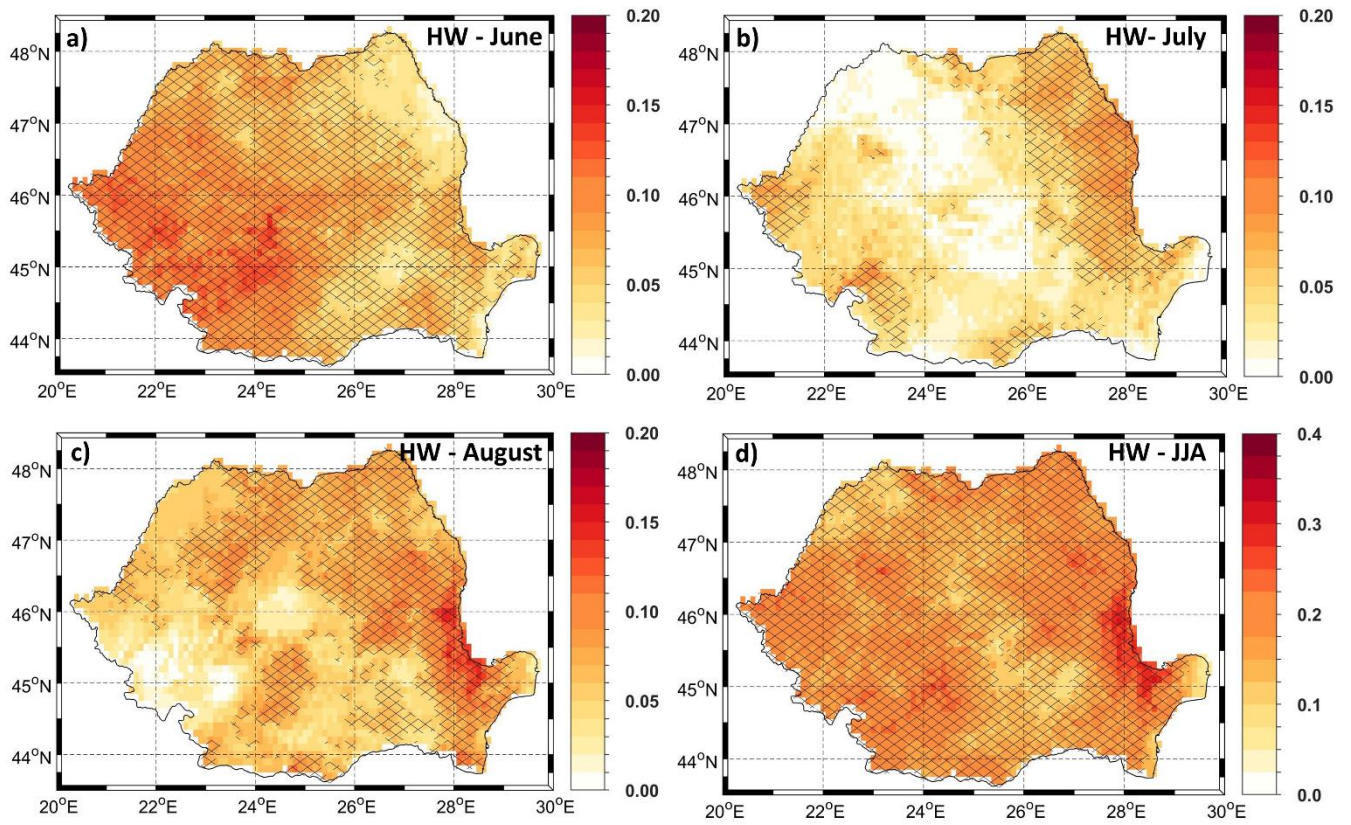 a) HW - June
48°N
47°N
46°N
45°N
44°N
20°E 22°E 24°E 26°E 28°E 30°E
0.20
0.15
0.10
0.05
0.00
b) HW- July
48°N
47°N
46°N
45°N
44°N
20°E 22°E 24°E 26°E 28°E 30°E
0.20
0.15
0.10
0.05
0.00
c) HW - August
48°N
47°N
46°N
45°N
44°N
20°E 22°E 24°E 26°E 28°E 30°E
0.20
0.15
0.10
0.05
0.00
d) HW - JJA
48°N
47°N
46°N
45°N
44°N
20°E 22°E 24°E 26°E 28°E 30°E
0.4
0.3
0.2
0.1
0.0